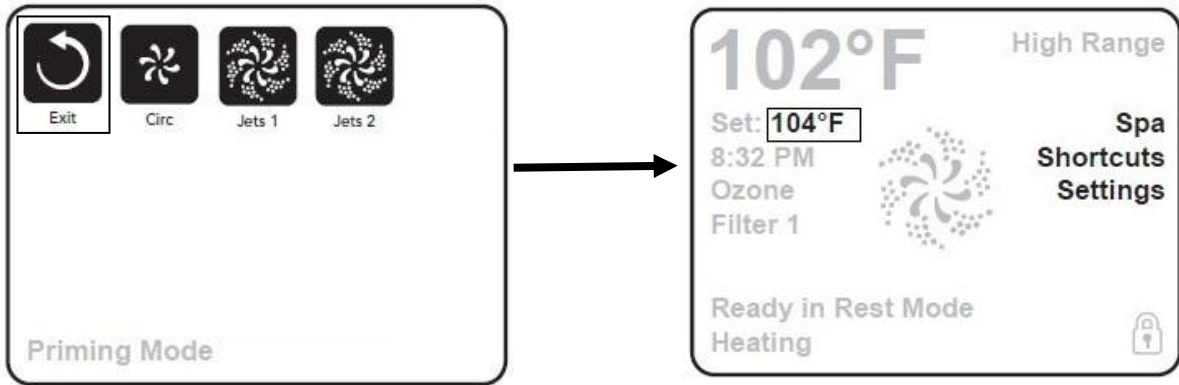 Exit Circ Jets 1 Jets 2
Priming Mode
102°F High Range
Set: 104°F Spa
8:32 PM Shortcuts
Ozone Settings
Filter 1
Ready in Rest Mode
Heating